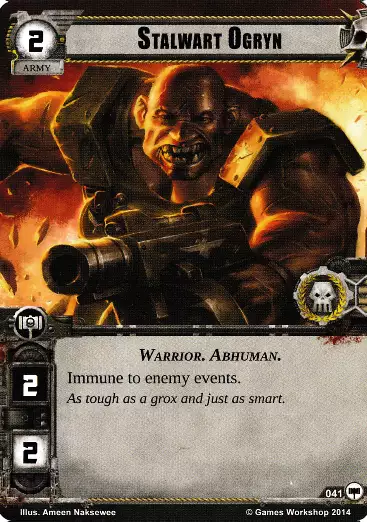 2
Stalwart Ogryn
ARMY
Warrior. Abhuman.
2
Immune to enemy events.
As tough as a grox and just as smart.
2
041
Illus. Ameen Naksewee
© Games Workshop 2014